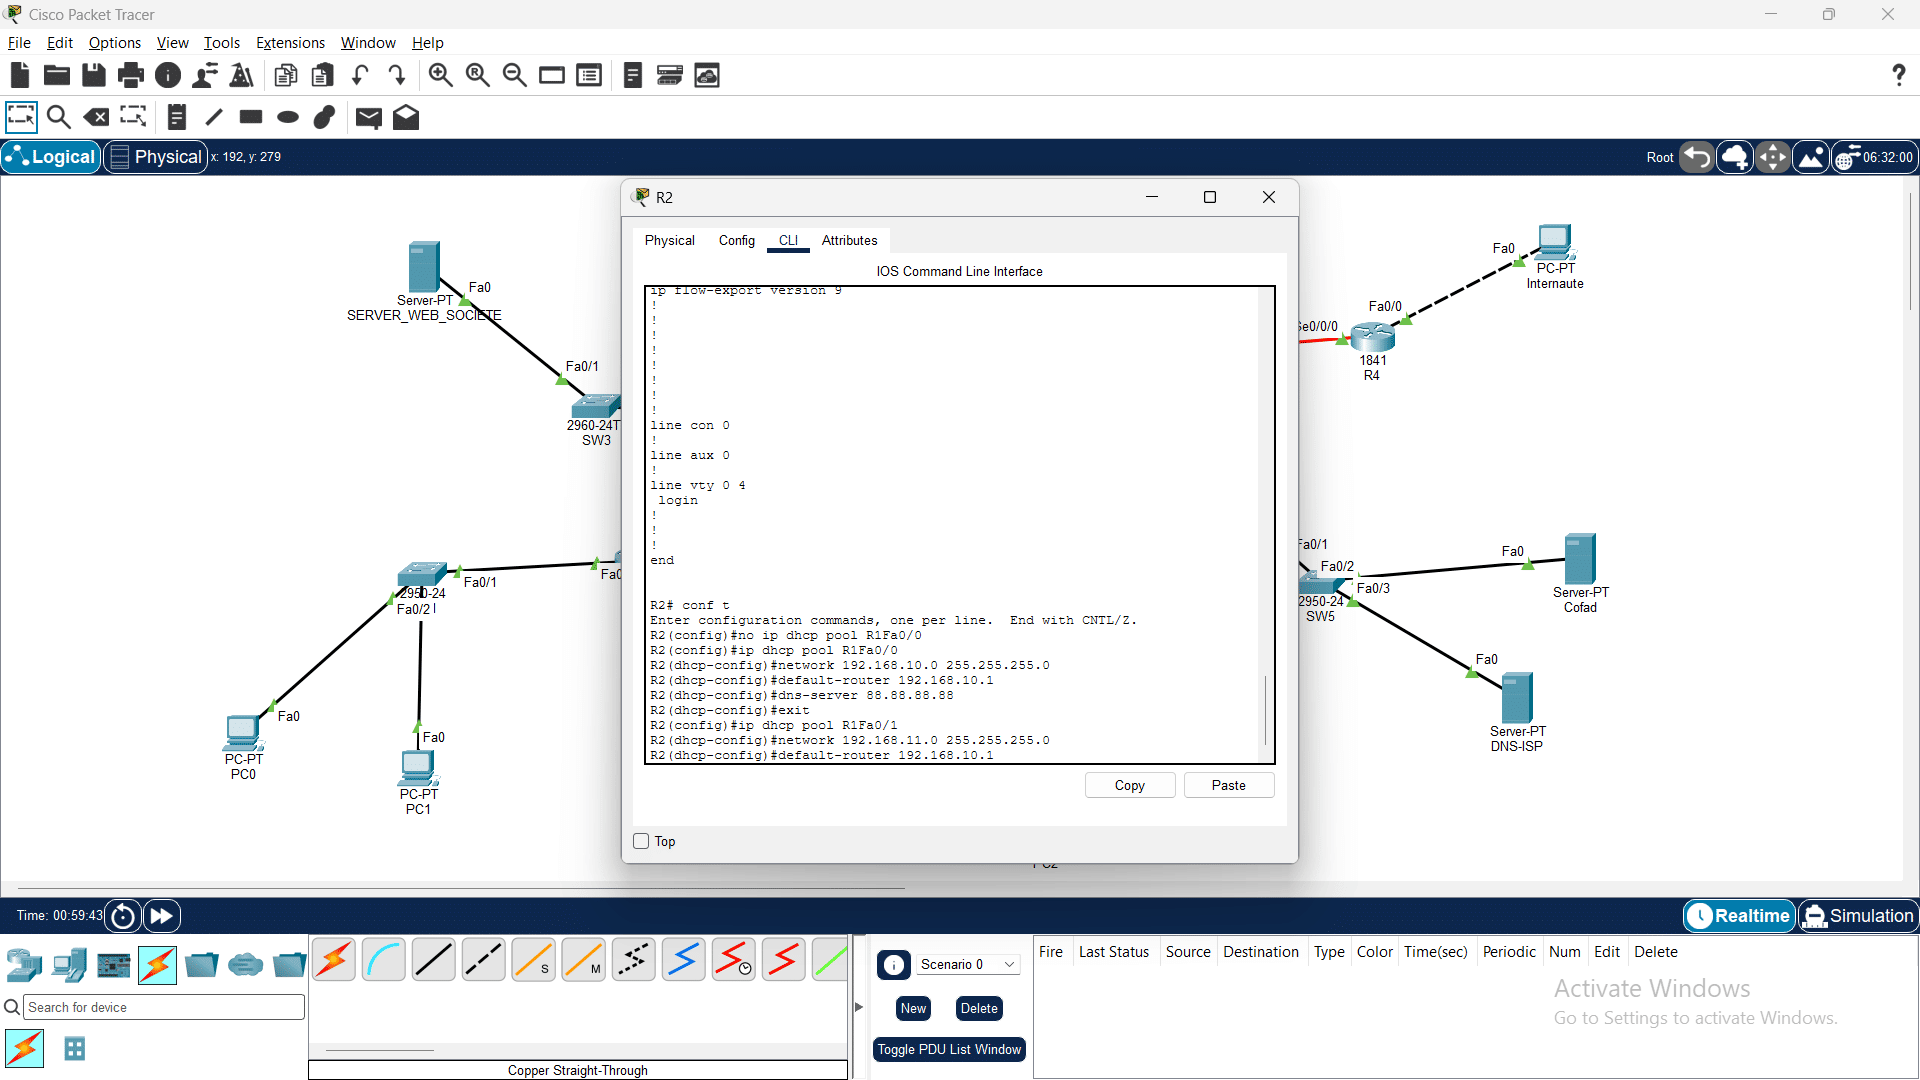 Cisco Packet Tracer
File Edit Options View Tools Extensions Window Help
Logical Physical x: 192, y: 279
Root 06:32:00
R2
Physical Config CLI Attributes
IOS Command Line Interface
ip flow-export version 9
!
!
!
!
!
!
!
!
line con 0
!
line aux 0
!
line vty 0 4
login
!
!
!
end
R2# conf t
Enter configuration commands, one per line. End with CNTL/Z.
R2(config)#no ip dhcp pool R1Fa0/0
R2(config)#ip dhcp pool R1Fa0/0
R2(dhcp-config)#network 192.168.10.0 255.255.255.0
R2(dhcp-config)#default-router 192.168.10.1
R2(dhcp-config)#dns-server 88.88.88.88
R2(dhcp-config)#exit
R2(config)#ip dhcp pool R1Fa0/1
R2(dhcp-config)#network 192.168.11.0 255.255.255.0
R2(dhcp-config)#default-router 192.168.10.1
Copy Paste
Top
Fa0
Server-PT
SERVER_WEB_SOCIETE
Fa0/1
2960-24T
SW3
Fa0/1
2950-24
Fa0/2
Fa0
PC-PT
PC0
Fa0
PC-PT
PC1
Fa0
PC-PT
Internaute
Fa0/0
Se0/0/0
1841
R4
Fa0/1
Fa0/2
Fa0/3
2950-24
SW5
Fa0
Server-PT
Cofad
Fa0
Server-PT
DNS-ISP
PC2
Time: 00:59:43
Realtime Simulation
S
M
Search for device
Copper Straight-Through
Scenario 0
New Delete
Toggle PDU List Window
Fire Last Status Source Destination Type Color Time(sec) Periodic Num Edit Delete
Activate Windows
Go to Settings to activate Windows.